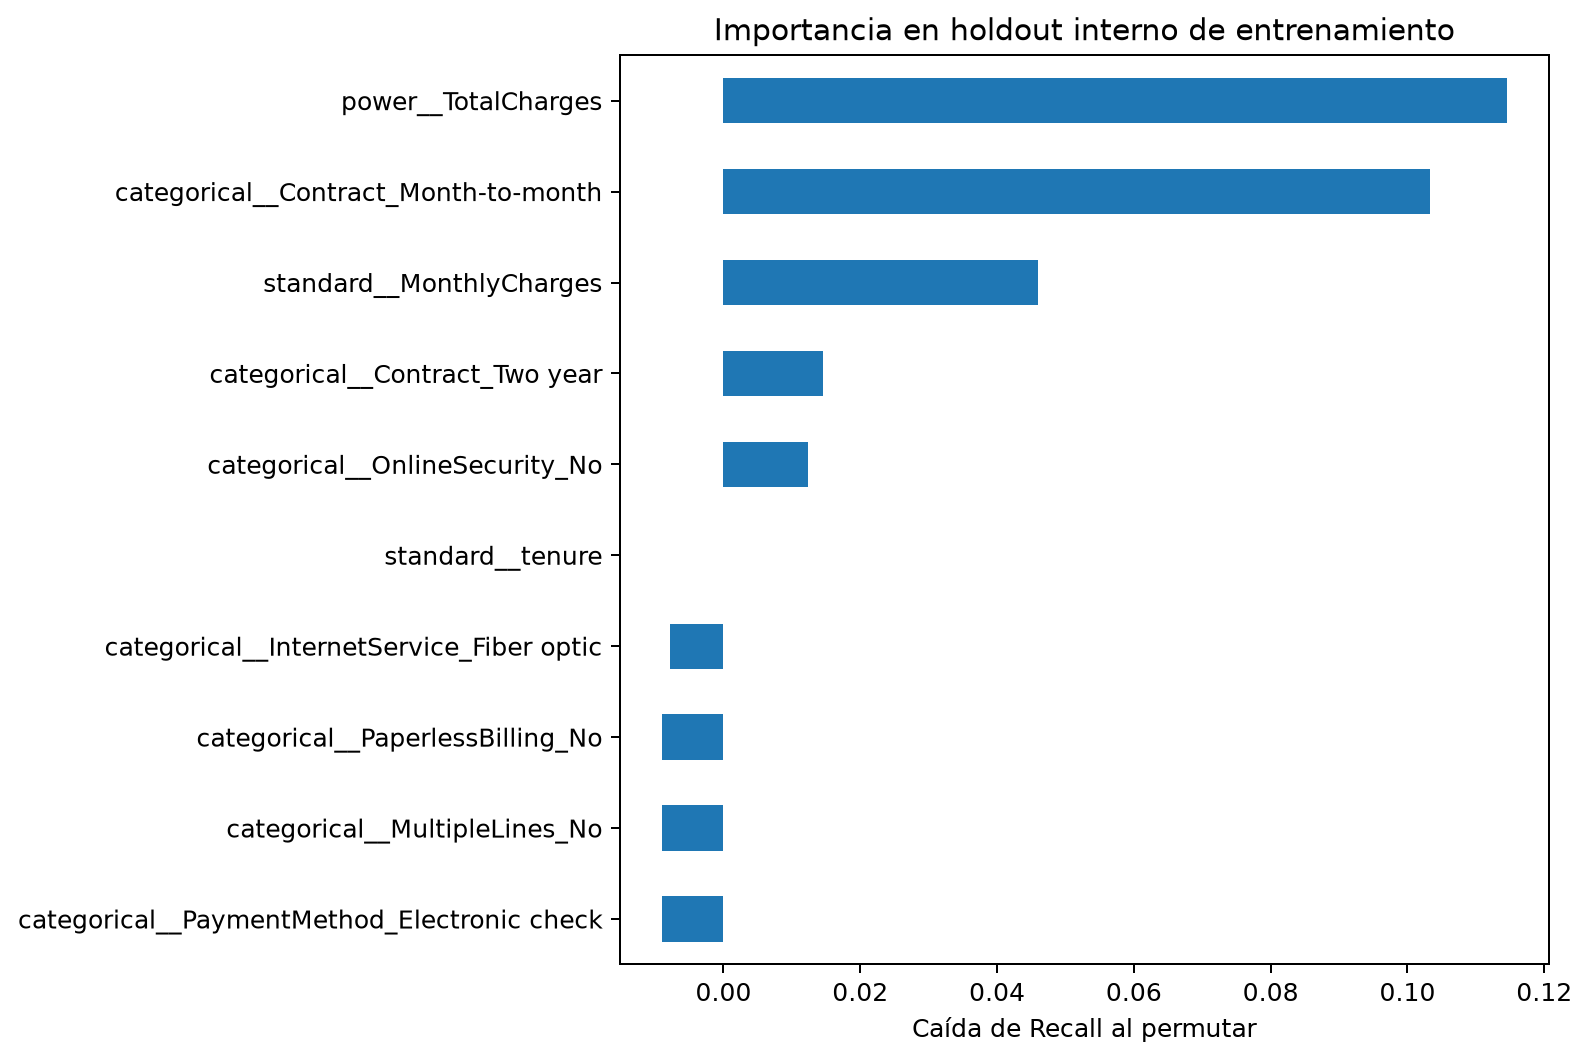 Importancia en holdout interno de entrenamiento
power__TotalCharges
categorical__Contract_Month-to-month
standard__MonthlyCharges
categorical__Contract_Two year
categorical__OnlineSecurity_No
standard__tenure
categorical__InternetService_Fiber optic
categorical__PaperlessBilling_No
categorical__MultipleLines_No
categorical__PaymentMethod_Electronic check
0.00 0.02 0.04 0.06 0.08 0.10 0.12
Caída de Recall al permutar